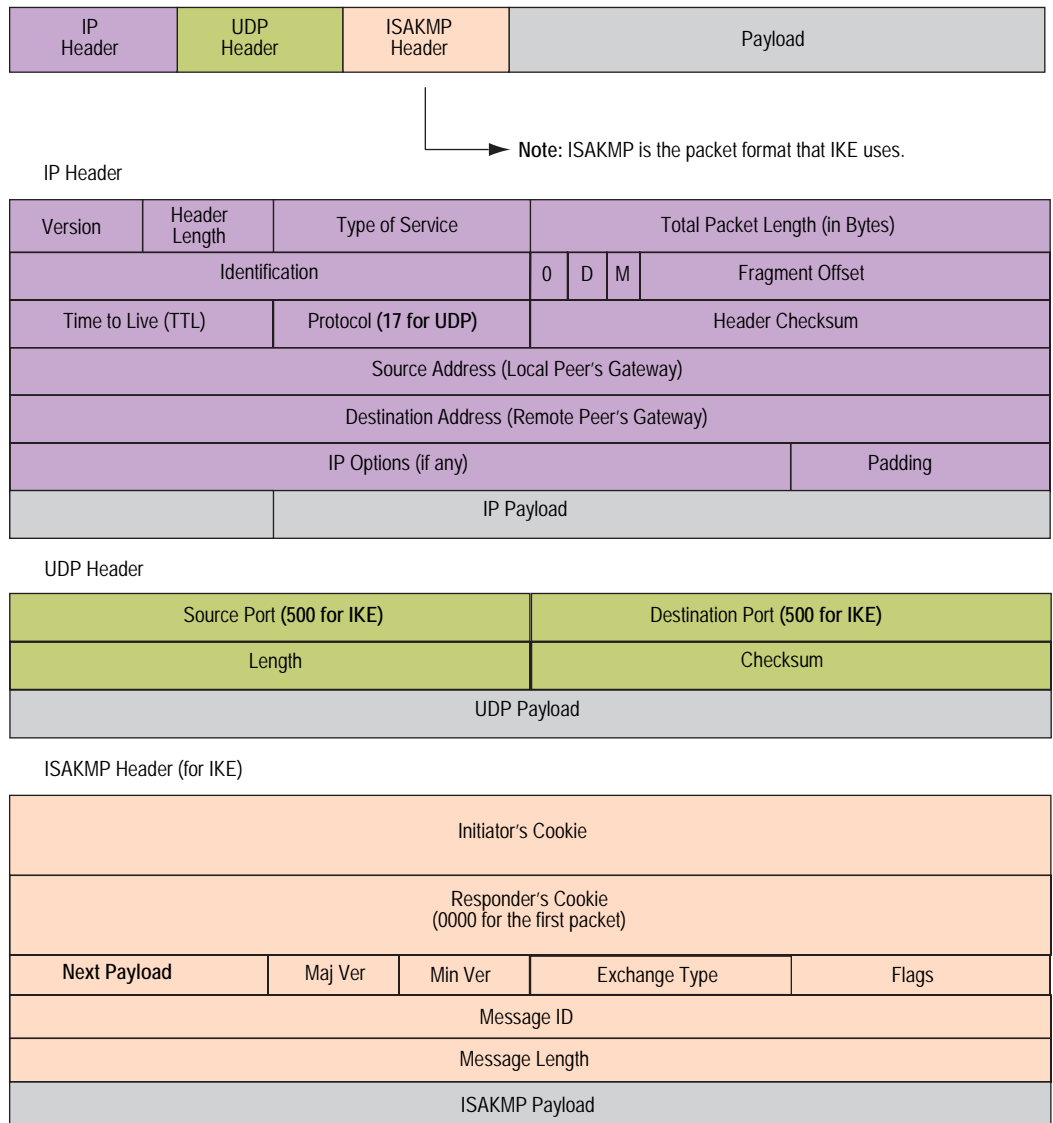 IP
Header
UDP
Header
ISAKMP
Header
Payload
Note: ISAKMP is the packet format that IKE uses.
IP Header
Version
Header
Length
Type of Service
Total Packet Length (in Bytes)
Identification
0
D
M
Fragment Offset
Time to Live (TTL)
Protocol (17 for UDP)
Header Checksum
Source Address (Local Peer's Gateway)
Destination Address (Remote Peer's Gateway)
IP Options (if any)
Padding
IP Payload
UDP Header
Source Port (500 for IKE)
Destination Port (500 for IKE)
Length
Checksum
UDP Payload
ISAKMP Header (for IKE)
Initiator's Cookie
Responder's Cookie
(0000 for the first packet)
Next Payload
Maj Ver
Min Ver
Exchange Type
Flags
Message ID
Message Length
ISAKMP Payload